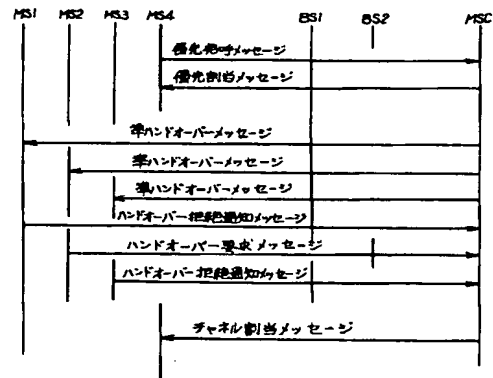 MS1 MS2 MS3 MS4 BS1 BS2 MSC
優先発呼メッセージ
優先割当メッセージ
準ハンドオーバーメッセージ
準ハンドオーバーメッセージ
準ハンドオーバーメッセージ
ハンドオーバー拒絶通知メッセージ
ハンドオーバー要求メッセージ
ハンドオーバー拒絶通知メッセージ
チャネル割当メッセージ